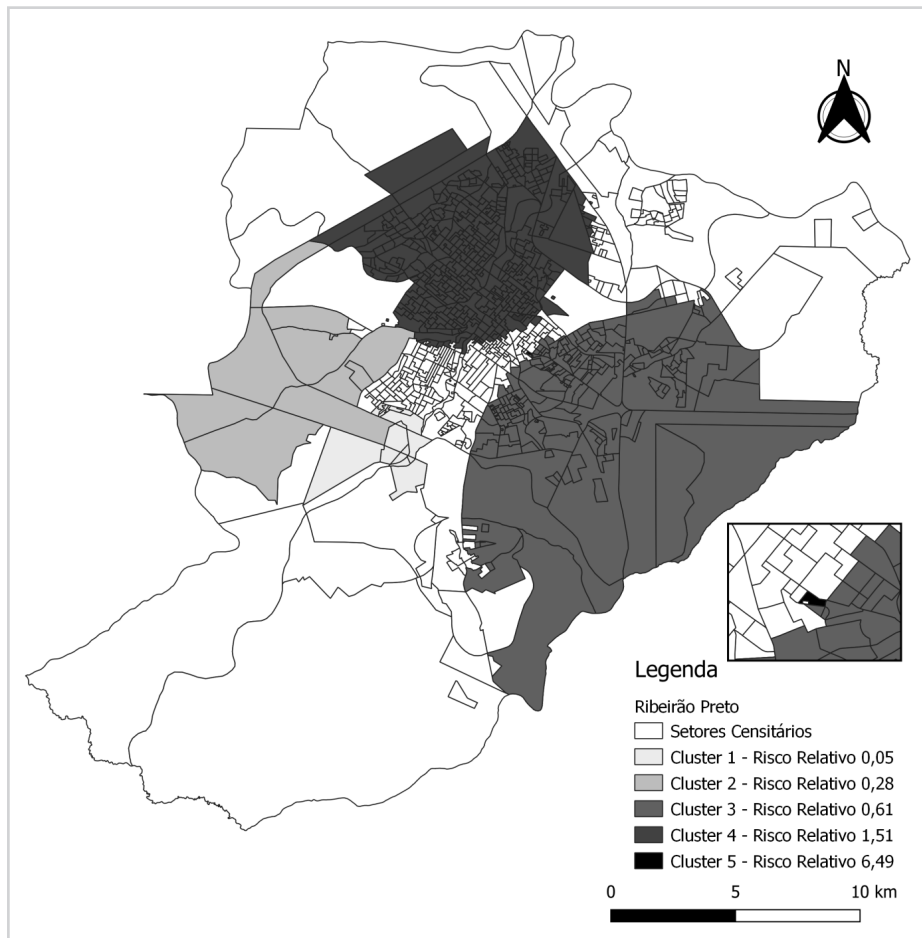 N
Legenda
Ribeirão Preto
Setores Censitários
Cluster 1 - Risco Relativo 0,05
Cluster 2 - Risco Relativo 0,28
Cluster 3 - Risco Relativo 0,61
Cluster 4 - Risco Relativo 1,51
Cluster 5 - Risco Relativo 6,49
0 5 10 km